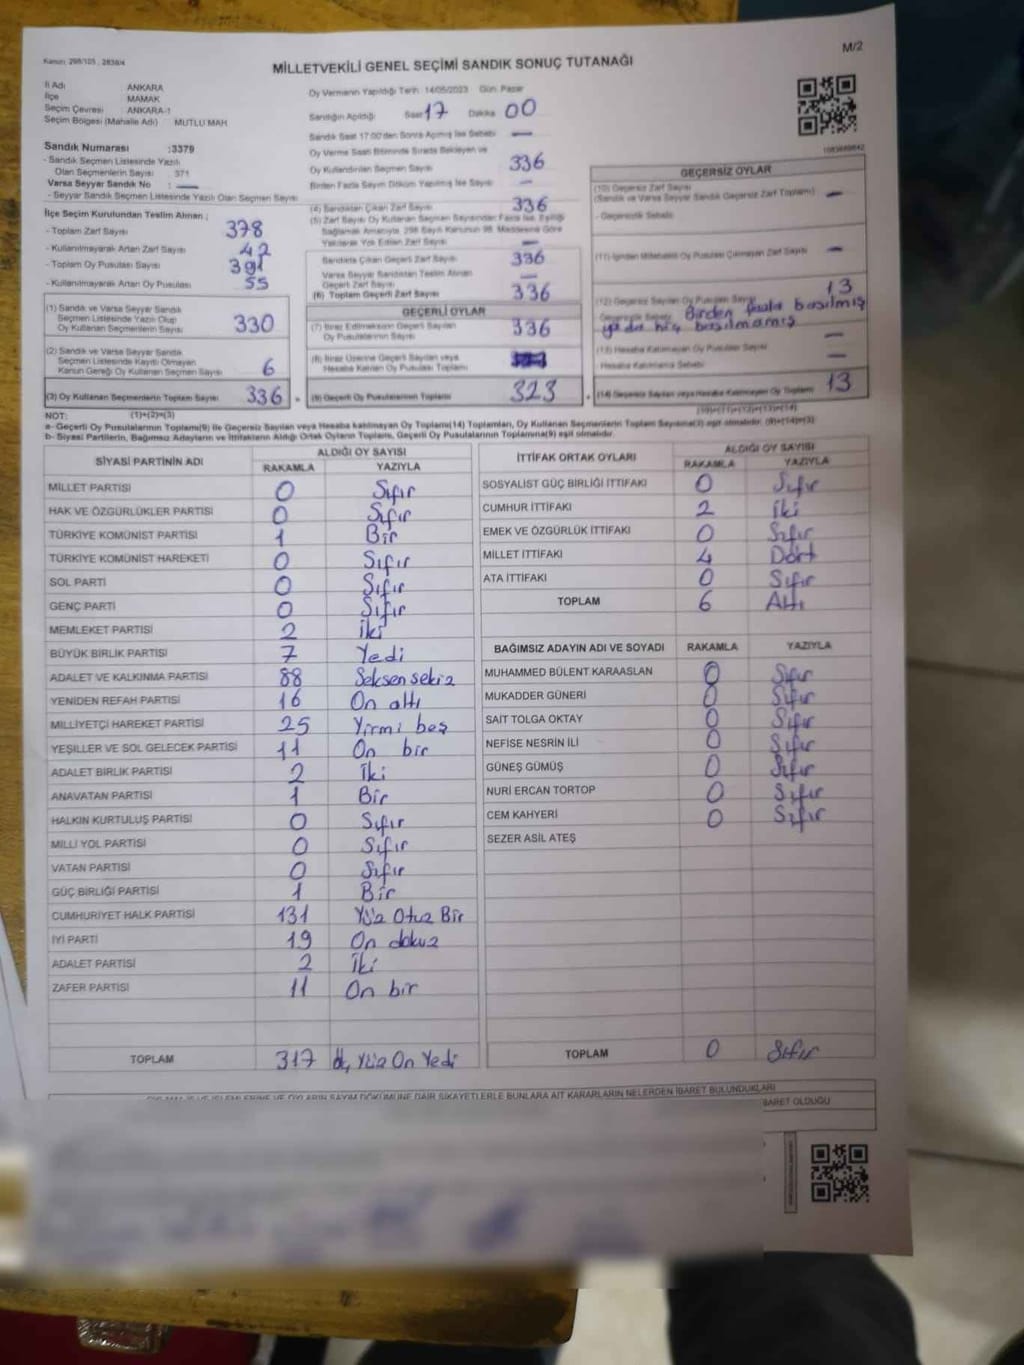 Kanun: 298/105 , 2839/4
M/2
MİLLETVEKİLİ GENEL SEÇİMİ SANDIK SONUÇ TUTANAĞI
İl Adı ANKARA
İlçe MAMAK
Seçim Çevresi ANKARA-1
Seçim Bölgesi (Mahalle Adı) MUTLU MAH
Oy Vermenin Yapıldığı Tarih 14/05/2023 Gün: Pazar
Sandığın Açıldığı Saat 17 Dakika 00
Sandık Saat 17:00'den Sonra Açılmış İse Sebebi —
Oy Verme Saati Bitiminde Sırada Bekleyen ve
Oy Kullandırılan Seçmen Sayısı 336
Birden Fazla Sayım Döküm Yapılmış İse Sayısı —
Sandık Numarası :3379
- Sandık Seçmen Listesinde Yazılı
Olan Seçmenlerin Sayısı 371
Varsa Seyyar Sandık No : —
- Seyyar Sandık Seçmen Listesinde Yazılı Olan Seçmen Sayısı
İlçe Seçim Kurulundan Teslim Alınan ;
- Toplam Zarf Sayısı 378
- Kullanılmayarak Artan Zarf Sayısı 42
- Toplam Oy Pusulası Sayısı 391
- Kullanılmayarak Artan Oy Pusulası 55
(4) Sandıktan Çıkan Zarf Sayısı 336
(5) Zarf Sayısı Oy Kullanan Seçmen Sayısından Fazla İse, Eşitliği
Sağlamak Amacıyla, 298 Sayılı Kanunun 98. Maddesine Göre
Yakılarak Yok Edilen Zarf Sayısı —
Sandıkta Çıkan Geçerli Zarf Sayısı 336
Varsa Seyyar Sandıktan Teslim Alınan
Geçerli Zarf Sayısı —
(6) Toplam Geçerli Zarf Sayısı 336
GEÇERSİZ OYLAR
(10) Geçersiz Zarf Sayısı
(Sandık ve Varsa Seyyar Sandık Geçersiz Zarf Toplamı) —
- Geçersizlik Sebebi
(11) İçinden Milletvekili Oy Pusulası Çıkmayan Zarf Sayısı —
(12) Geçersiz Sayılan Oy Pusulası Sayısı 13
Geçersizlik Sebebi Birden fazla basılmış
ya da hiç basılmamış
(13) Hesaba Katılmayan Oy Pusulası Sayısı —
Hesaba Katılmama Sebebi —
(14) Geçersiz Sayılan veya Hesaba Katılmayan Oy Toplamı 13
(10)+(11)+(12)+(13)=(14)
(1) Sandık ve Varsa Seyyar Sandık
Seçmen Listesinde Yazılı Olup
Oy Kullanan Seçmenlerin Sayısı 330
(2) Sandık ve Varsa Seyyar Sandık
Seçmen Listesinde Kayıtlı Olmayan
Kanun Gereği Oy Kullanan Seçmen Sayısı 6
(3) Oy Kullanan Seçmenlerin Toplam Sayısı 336 =
GEÇERLİ OYLAR
(7) İtiraz Edilmeksizin Geçerli Sayılan
Oy Pusulalarının Sayısı 336
(8) İtiraz Üzerine Geçerli Sayılan veya
Hesaba Katılan Oy Pusulası Toplamı
(9) Geçerli Oy Pusulalarının Toplamı 323 +
NOT: (1)+(2)=(3)
a- Geçerli Oy Pusulalarının Toplamı(9) ile Geçersiz Sayılan veya Hesaba katılmayan Oy Toplamı(14) Toplamları, Oy Kullanan Seçmenlerin Toplam Sayısına(3) eşit olmalıdır. (9)+(14)=(3)
b- Siyasi Partilerin, Bağımsız Adayların ve İttifakların Aldığı Ortak Oyların Toplamı, Geçerli Oy Pusulalarının Toplamına(9) eşit olmalıdır.
SİYASİ PARTİNİN ADI ALDIĞI OY SAYISI
RAKAMLA YAZIYLA
MİLLET PARTİSİ 0 Sıfır
HAK VE ÖZGÜRLÜKLER PARTİSİ 0 Sıfır
TÜRKİYE KOMÜNİST PARTİSİ 1 Bir
TÜRKİYE KOMÜNİST HAREKETİ 0 Sıfır
SOL PARTİ 0 Sıfır
GENÇ PARTİ 0 Sıfır
MEMLEKET PARTİSİ 2 İki
BÜYÜK BİRLİK PARTİSİ 7 Yedi
ADALET VE KALKINMA PARTİSİ 88 Seksen sekiz
YENİDEN REFAH PARTİSİ 16 On altı
MİLLİYETÇİ HAREKET PARTİSİ 25 Yirmi beş
YEŞİLLER VE SOL GELECEK PARTİSİ 11 On bir
ADALET BİRLİK PARTİSİ 2 İki
ANAVATAN PARTİSİ 1 Bir
HALKIN KURTULUŞ PARTİSİ 0 Sıfır
MİLLİ YOL PARTİSİ 0 Sıfır
VATAN PARTİSİ 0 Sıfır
GÜÇ BİRLİĞİ PARTİSİ 1 Bir
CUMHURİYET HALK PARTİSİ 131 Yüz Otuz Bir
İYİ PARTİ 19 On dokuz
ADALET PARTİSİ 2 İki
ZAFER PARTİSİ 11 On bir
TOPLAM 317 Üç Yüz On Yedi
İTTİFAK ORTAK OYLARI ALDIĞI OY SAYISI
RAKAMLA YAZIYLA
SOSYALİST GÜÇ BİRLİĞİ İTTİFAKI 0 Sıfır
CUMHUR İTTİFAKI 2 İki
EMEK VE ÖZGÜRLÜK İTTİFAKI 0 Sıfır
MİLLET İTTİFAKI 4 Dört
ATA İTTİFAKI 0 Sıfır
TOPLAM 6 Altı
BAĞIMSIZ ADAYIN ADI VE SOYADI RAKAMLA YAZIYLA
MUHAMMED BÜLENT KARAASLAN 0 Sıfır
MUKADDER GÜNERİ 0 Sıfır
SAİT TOLGA OKTAY 0 Sıfır
NEFİSE NESRİN İLİ 0 Sıfır
GÜNEŞ GÜMÜŞ 0 Sıfır
NURİ ERCAN TORTOP 0 Sıfır
CEM KAHYERİ 0 Sıfır
SEZER ASİL ATEŞ
TOPLAM 0 Sıfır
OYLARIN SAYIM DÖKÜMÜNE DAİR ŞİKAYETLERLE BUNLARA AİT KARARLARIN NELERDEN İBARET BULUNDUKLARI
İBARET OLDUĞU